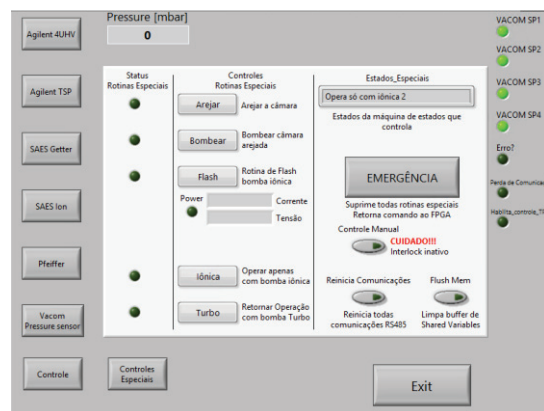 Pressure [mbar]
0
Agilent 4UHV
Agilent TSP
SAES Getter
SAES Ion
Pfeiffer
Vacom
Pressure sensor
Controle
Status
Rotinas Especiais
Controles
Rotinas Especiais
Arejar
Arejar a câmara
Bombear
Bombear câmara
arejada
Flash
Rotina de Flash
bomba iônica
Power
Corrente
Tensão
Iônica
Operar apenas
com bomba iônica
Turbo
Retornar Operação
com bomba Turbo
Estados_Especiais
Opera só com iônica 2
Estados da máquina de estados que
controla
EMERGÊNCIA
Suprime todas rotinas especiais
Retorna comando ao FPGA
Controle Manual
CUIDADO!!!
Interlock inativo
Reinicia Comunicações
Flush Mem
Reinicia todas
comunicações RS485
Limpa buffer de
Shared Variables
VACOM SP1
VACOM SP2
VACOM SP3
VACOM SP4
Erro?
Perda de Comunica
Habilita_controle_T
Controles
Especiais
Exit